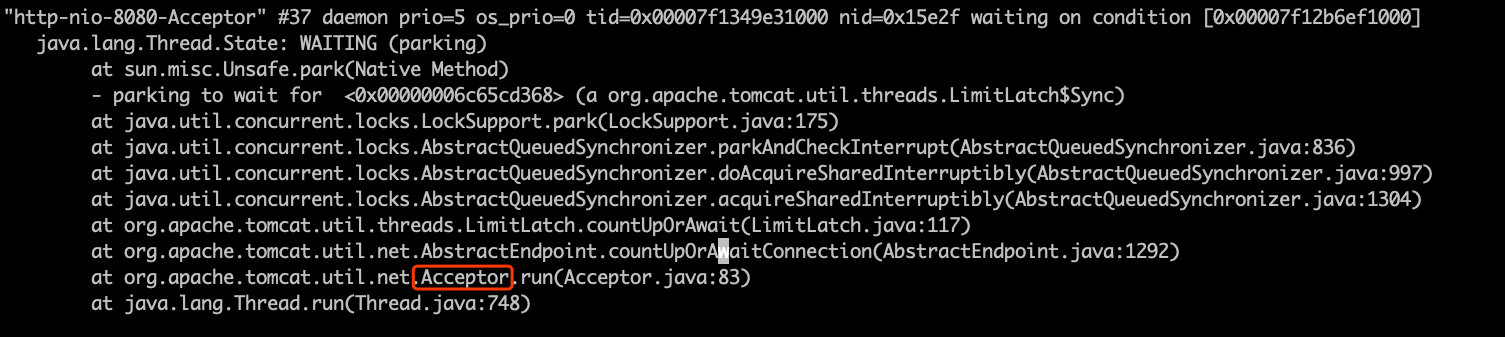 "http-nio-8080-Acceptor" #37 daemon prio=5 os_prio=0 tid=0x00007f1349e31000 nid=0x15e2f waiting on condition [0x00007f12b6ef1000]
java.lang.Thread.State: WAITING (parking)
at sun.misc.Unsafe.park(Native Method)
- parking to wait for <0x00000006c65cd368> (a org.apache.tomcat.util.threads.LimitLatch$Sync)
at java.util.concurrent.locks.LockSupport.park(LockSupport.java:175)
at java.util.concurrent.locks.AbstractQueuedSynchronizer.parkAndCheckInterrupt(AbstractQueuedSynchronizer.java:836)
at java.util.concurrent.locks.AbstractQueuedSynchronizer.doAcquireSharedInterruptibly(AbstractQueuedSynchronizer.java:997)
at java.util.concurrent.locks.AbstractQueuedSynchronizer.acquireSharedInterruptibly(AbstractQueuedSynchronizer.java:1304)
at org.apache.tomcat.util.threads.LimitLatch.countUpOrAwait(LimitLatch.java:117)
at org.apache.tomcat.util.net.AbstractEndpoint.countUpOrAwaitConnection(AbstractEndpoint.java:1292)
at org.apache.tomcat.util.net.Acceptor.run(Acceptor.java:83)
at java.lang.Thread.run(Thread.java:748)